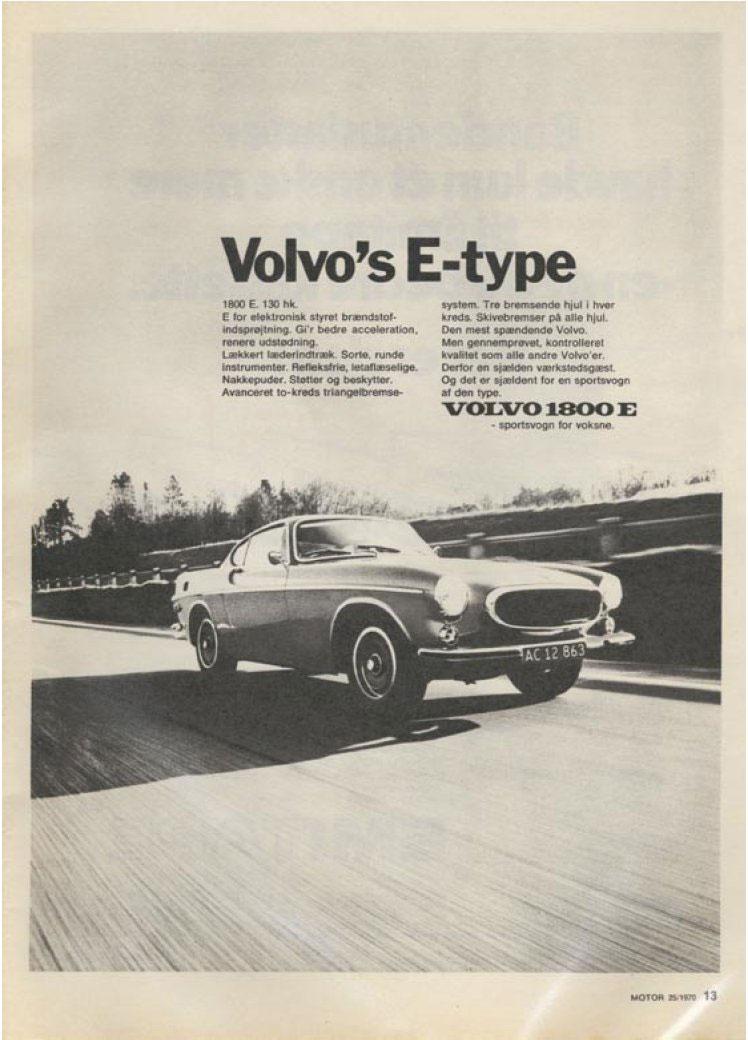 Volvo's E-type
1800 E. 130 hk.
E for elektronisk styret brændstof-
indsprøjtning. Gi'r bedre acceleration,
renere udstødning.
Lækkert læderindtræk. Sorte, runde
instrumenter. Refleksfrie, letaflæselige.
Nakkepuder. Støtter og beskytter.
Avanceret to-kreds triangelbremse-
system. Tre bremsende hjul i hver
kreds. Skivebremser på alle hjul.
Den mest spændende Volvo.
Men gennemprøvet, kontrolleret
kvalitet som alle andre Volvo'er.
Derfor en sjælden værkstedsgæst.
Og det er sjældent for en sportsvogn
af den type.
VOLVO 1800 E
- sportsvogn for voksne.
AC 12 863
MOTOR 25/1970 13